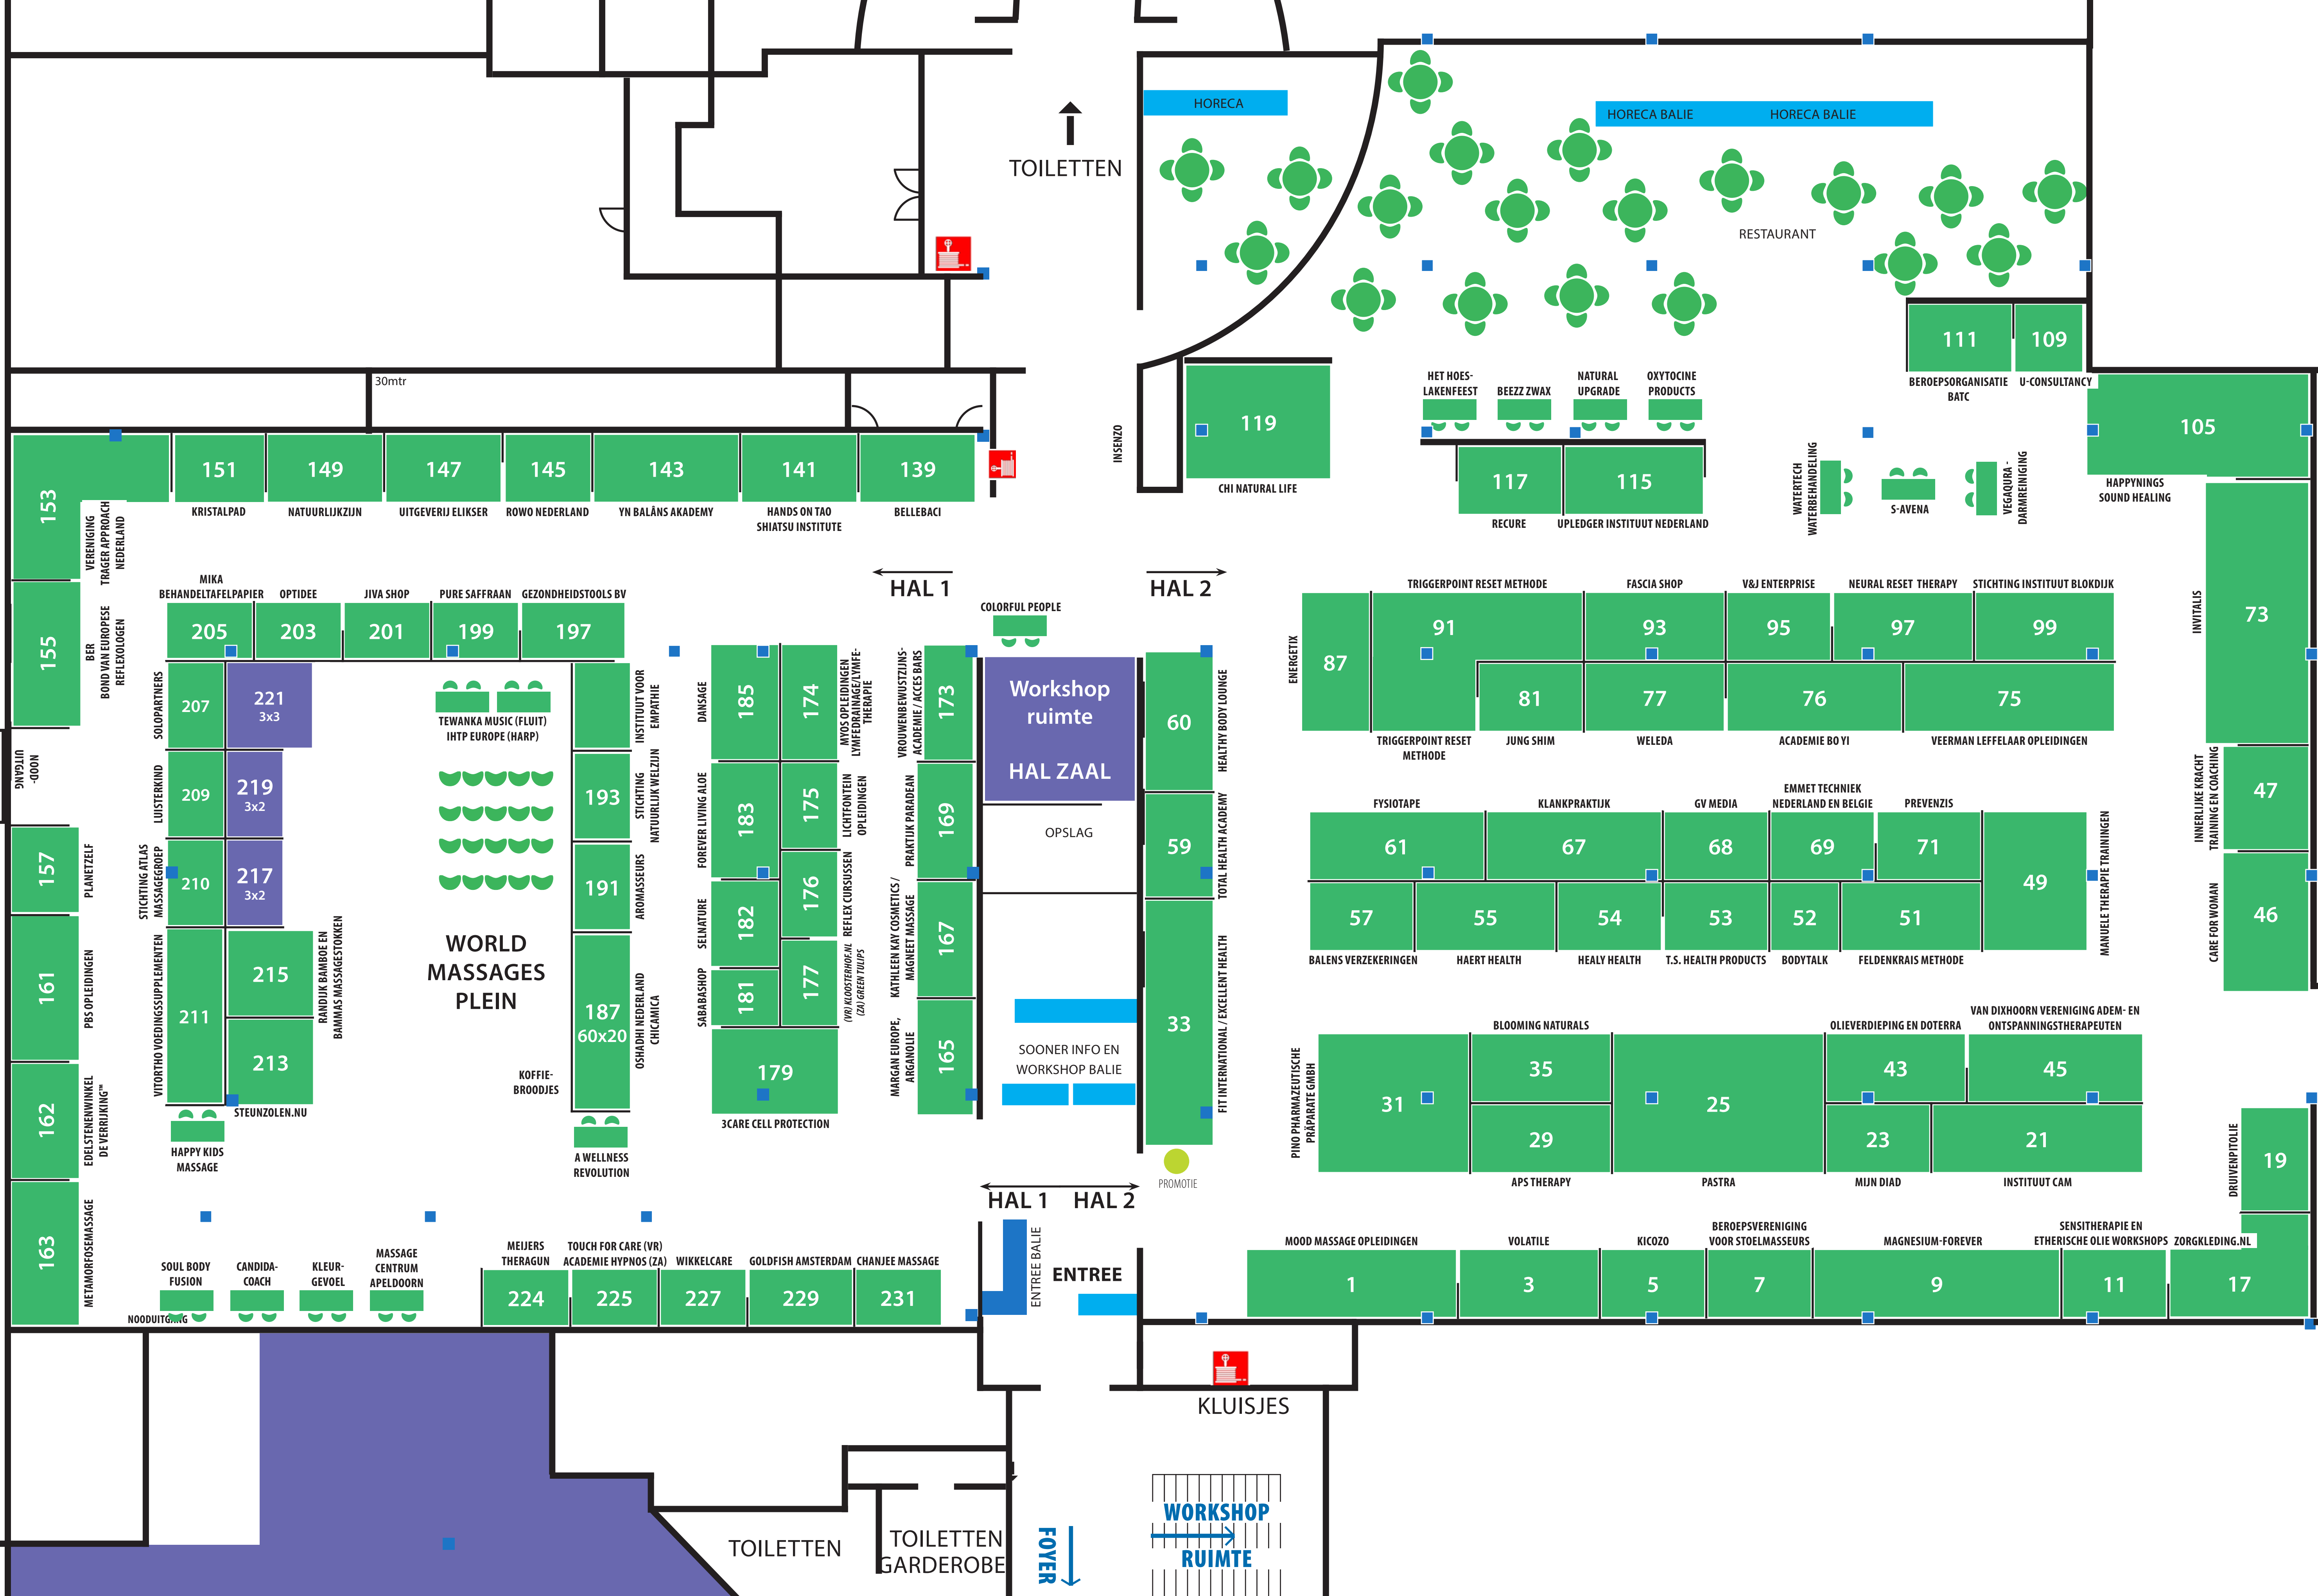 HORECA
HORECA BALIE
HORECA BALIE
TOILETTEN
RESTAURANT
30mtr
111
109
BEROEPSORGANISATIE
BATC
U-CONSULTANCY
HET HOES-
LAKENFEEST
BEEZZ ZWAX
NATURAL
UPGRADE
OXYTOCINE
PRODUCTS
INSENZO
119
CHI NATURAL LIFE
117
115
RECURE
UPLEDGER INSTITUUT NEDERLAND
WATERTECH
WATERBEHANDELING
S-AVENA
VEGAQURA -
DARMREINIGING
105
HAPPYNINGS
SOUND HEALING
153
VERENIGING
TRAGER APPROACH
NEDERLAND
151
149
147
145
143
141
139
KRISTALPAD
NATUURLIJKZIJN
UITGEVERIJ ELIKSER
ROWO NEDERLAND
YN BALÂNS AKADEMY
HANDS ON TAO
SHIATSU INSTITUTE
BELLEBACI
HAL 1
HAL 2
155
BER
BOND VAN EUROPESE
REFLEXOLOGEN
MIKA
BEHANDELTAFELPAPIER
OPTIDEE
JIVA SHOP
PURE SAFFRAAN
GEZONDHEIDSTOOLS BV
205
203
201
199
197
NOOD-
UITGANG
SOLOPARTNERS
207
221
3x3
LUISTERKIND
209
219
3x2
STICHTING ATLAS
MASSAGEGROEP
210
217
3x2
VITORTHO VOEDINGSSUPPLEMENTEN
211
215
213
RANDIJK BAMBOE EN
BAMMAS MASSAGESTOKKEN
STEUNZOLEN.NU
HAPPY KIDS
MASSAGE
TEWANKA MUSIC (FLUIT)
IHTP EUROPE (HARP)
WORLD
MASSAGES
PLEIN
KOFFIE-
BROODJES
INSTITUUT VOOR
EMPATHIE
193
STICHTING
NATUURLIJK WELZIJN
191
AROMASSEURS
187
60x20
OSHADHI NEDERLAND
CHICAMICA
A WELLNESS
REVOLUTION
157
PLANETZELF
161
PBS OPLEIDINGEN
162
EDELSTENENWINKEL
DE VERRIJKING™
163
METAMORFOSEMASSAGE
DANSAGE
185
174
MYOS OPLEIDINGEN
LYMFEDRAINAGE/LYMFE-
THERAPIE
FOREVER LIVING ALOE
183
175
LICHTFONTEIN
OPLEIDINGEN
SELNATURE
182
176
REFLEX CURSUSSEN
SABABASHOP
181
177
(VR) KLOOSTERHOF.NL
(ZA) GREEN TULIPS
179
3CARE CELL PROTECTION
VROUWENBEWUSTZIJNS-
ACADEMIE / ACCES BARS
173
PRAKTIJK PARADEAN
169
KATHLEEN KAY COSMETICS /
MAGNEET MASSAGE
167
MARGAN EUROPE,
ARGANOLIE
165
COLORFUL PEOPLE
Workshop
ruimte
HAL ZAAL
OPSLAG
SOONER INFO EN
WORKSHOP BALIE
60
HEALTHY BODY LOUNGE
59
TOTAL HEALTH ACADEMY
33
FIT INTERNATIONAL / EXCELLENT HEALTH
PROMOTIE
HAL 1
HAL 2
TRIGGERPOINT RESET METHODE
FASCIA SHOP
V&J ENTERPRISE
NEURAL RESET THERAPY
STICHTING INSTITUUT BLOKDIJK
ENERGETIX
87
91
93
95
97
99
81
77
76
75
TRIGGERPOINT RESET
METHODE
JUNG SHIM
WELEDA
ACADEMIE BO YI
VEERMAN LEFFELAAR OPLEIDINGEN
INVITALIS
73
INNERLIJKE KRACHT
TRAINING EN COACHING
47
CARE FOR WOMAN
46
FYSIOTAPE
KLANKPRAKTIJK
GV MEDIA
EMMET TECHNIEK
NEDERLAND EN BELGIE
PREVENZIS
61
67
68
69
71
49
MANUELE THERAPIE TRAININGEN
57
55
54
53
52
51
BALENS VERZEKERINGEN
HAERT HEALTH
HEALY HEALTH
T.S. HEALTH PRODUCTS
BODYTALK
FELDENKRAIS METHODE
BLOOMING NATURALS
OLIEVERDIEPING EN DOTERRA
VAN DIXHOORN VERENIGING ADEM- EN
ONTSPANNINGSTHERAPEUTEN
PINO PHARMAZEUTISCHE
PRÄPARATE GMBH
31
35
25
43
45
29
23
21
APS THERAPY
PASTRA
MIJN DIAD
INSTITUUT CAM
DRUIVENPITOLIE
19
MOOD MASSAGE OPLEIDINGEN
VOLATILE
KICOZO
BEROEPSVERENIGING
VOOR STOELMASSEURS
MAGNESIUM-FOREVER
SENSITHERAPIE EN
ETHERISCHE OLIE WORKSHOPS
ZORGKLEDING.NL
1
3
5
7
9
11
17
SOUL BODY
FUSION
CANDIDA-
COACH
KLEUR-
GEVOEL
MASSAGE
CENTRUM
APELDOORN
NOODUITGANG
MEIJERS
THERAGUN
TOUCH FOR CARE (VR)
ACADEMIE HYPNOS (ZA)
WIKKELCARE
GOLDFISH AMSTERDAM
CHANJEE MASSAGE
224
225
227
229
231
ENTREE BALIE
ENTREE
KLUISJES
TOILETTEN
TOILETTEN
GARDEROBE
FOYER
WORKSHOP
RUIMTE